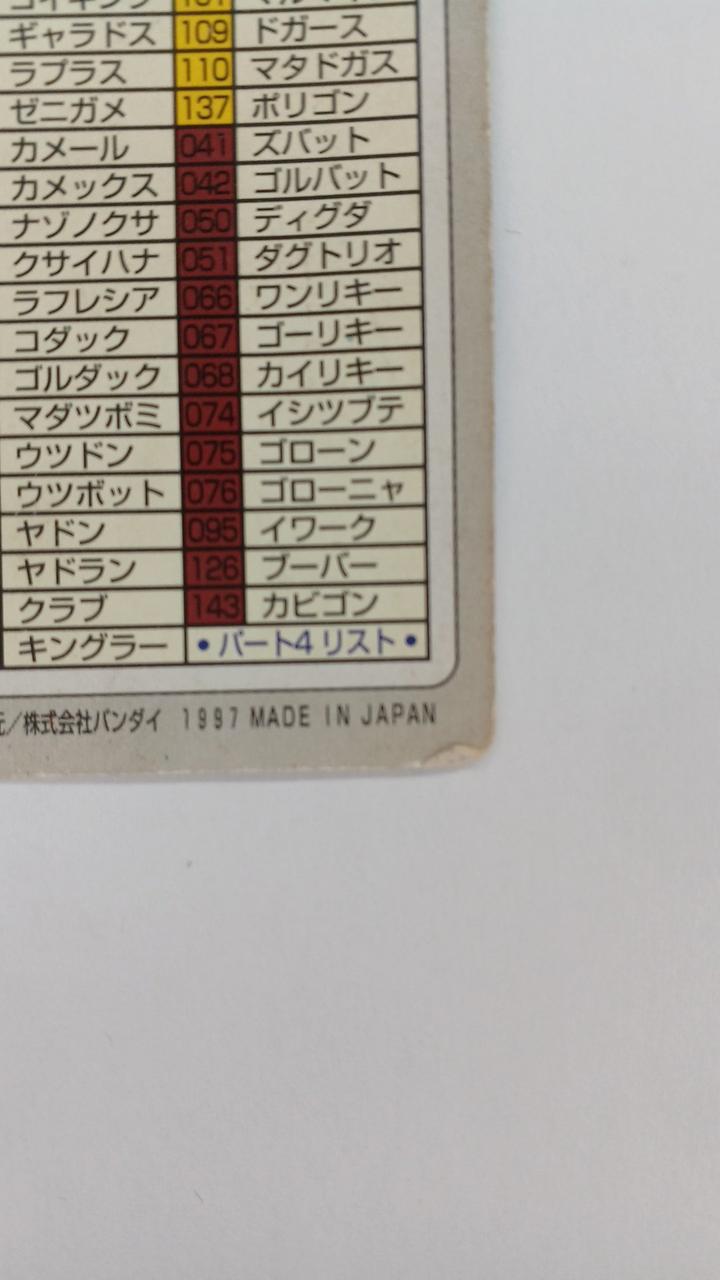 ギャラドス 109 ドガース
ラプラス 110 マタドガス
ゼニガメ 137 ポリゴン
カメール 041 ズバット
カメックス 042 ゴルバット
ナゾノクサ 050 ディグダ
クサイハナ 051 ダグトリオ
ラフレシア 066 ワンリキー
コダック 067 ゴーリキー
ゴルダック 068 カイリキー
マダツボミ 074 イシツブテ
ウツドン 075 ゴローン
ウツボット 076 ゴローニャ
ヤドン 095 イワーク
ヤドラン 126 ブーバー
クラブ 143 カビゴン
キングラー •パート4 リスト•
元/株式会社バンダイ 1997 MADE IN JAPAN